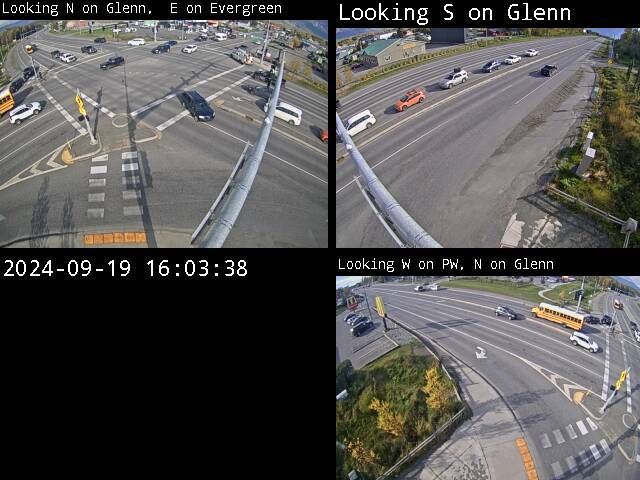 Looking N on Glenn, E on Evergreen
Looking S on Glenn
2024-09-19 16:03:38
Looking W on PW, N on Glenn